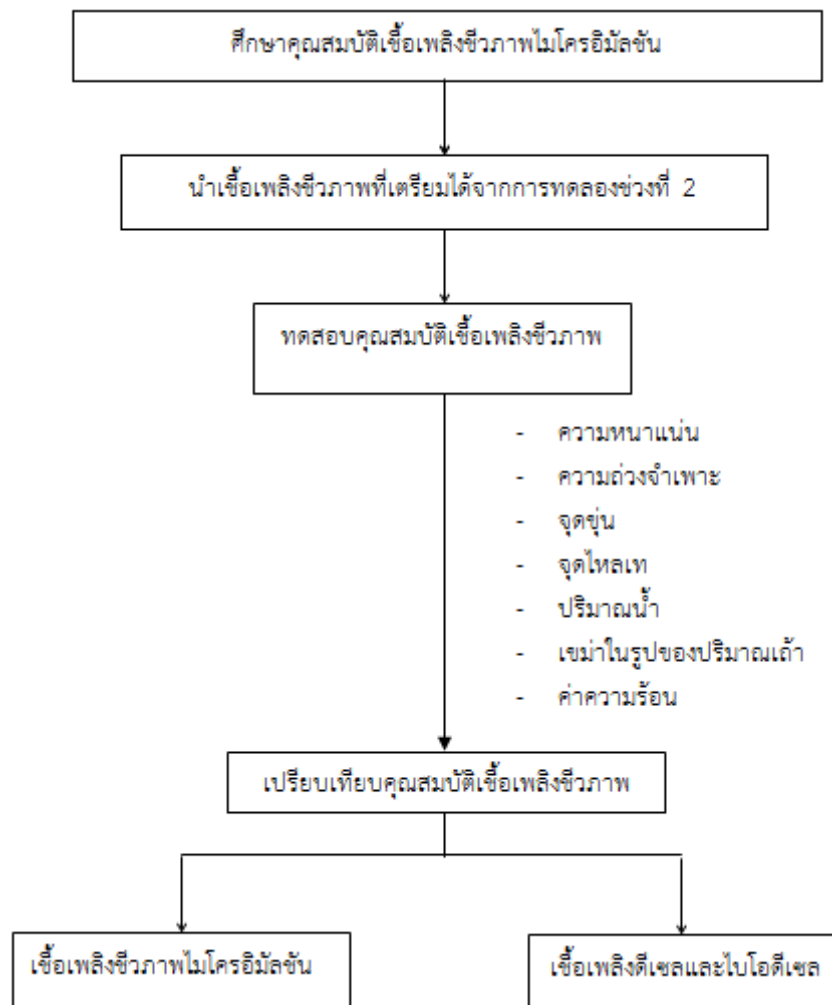 ศึกษาคุณสมบัติเชื้อเพลิงชีวภาพไมโครอิมัลชัน
นำเชื้อเพลิงชีวภาพที่เตรียมได้จากการทดลองช่วงที่ 2
ทดสอบคุณสมบัติเชื้อเพลิงชีวภาพ
- ความหนาแน่น
- ความถ่วงจำเพาะ
- จุดขุ่น
- จุดไหลเท
- ปริมาณน้ำ
- เขม่าในรูปของปริมาณเถ้า
- ค่าความร้อน
เปรียบเทียบคุณสมบัติเชื้อเพลิงชีวภาพ
เชื้อเพลิงชีวภาพไมโครอิมัลชัน
เชื้อเพลิงดีเซลและไบโอดีเซล